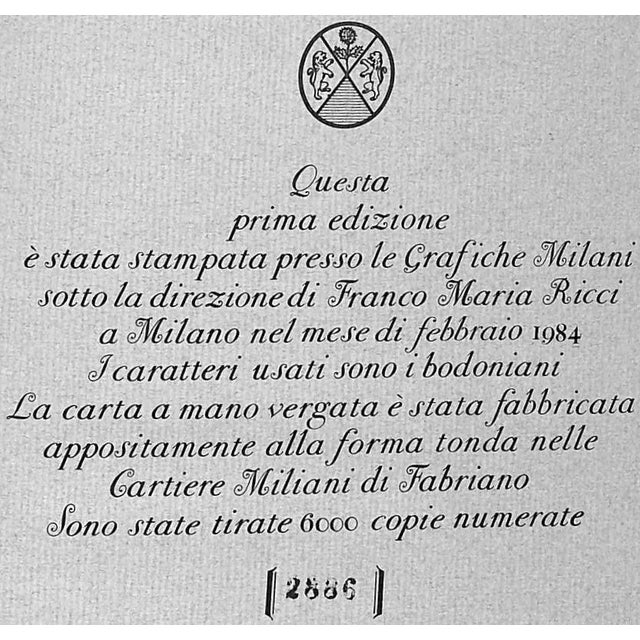 Questa
prima edizione
è stata stampata presso le Grafiche Milani
sotto la direzione di Franco Maria Ricci
a Milano nel mese di febbraio 1984
I caratteri usati sono i bodoniani
La carta a mano vergata è stata fabbricata
appositamente alla forma tonda nelle
Cartiere Miliani di Fabriano
Sono state tirate 6000 copie numerate
[2886]